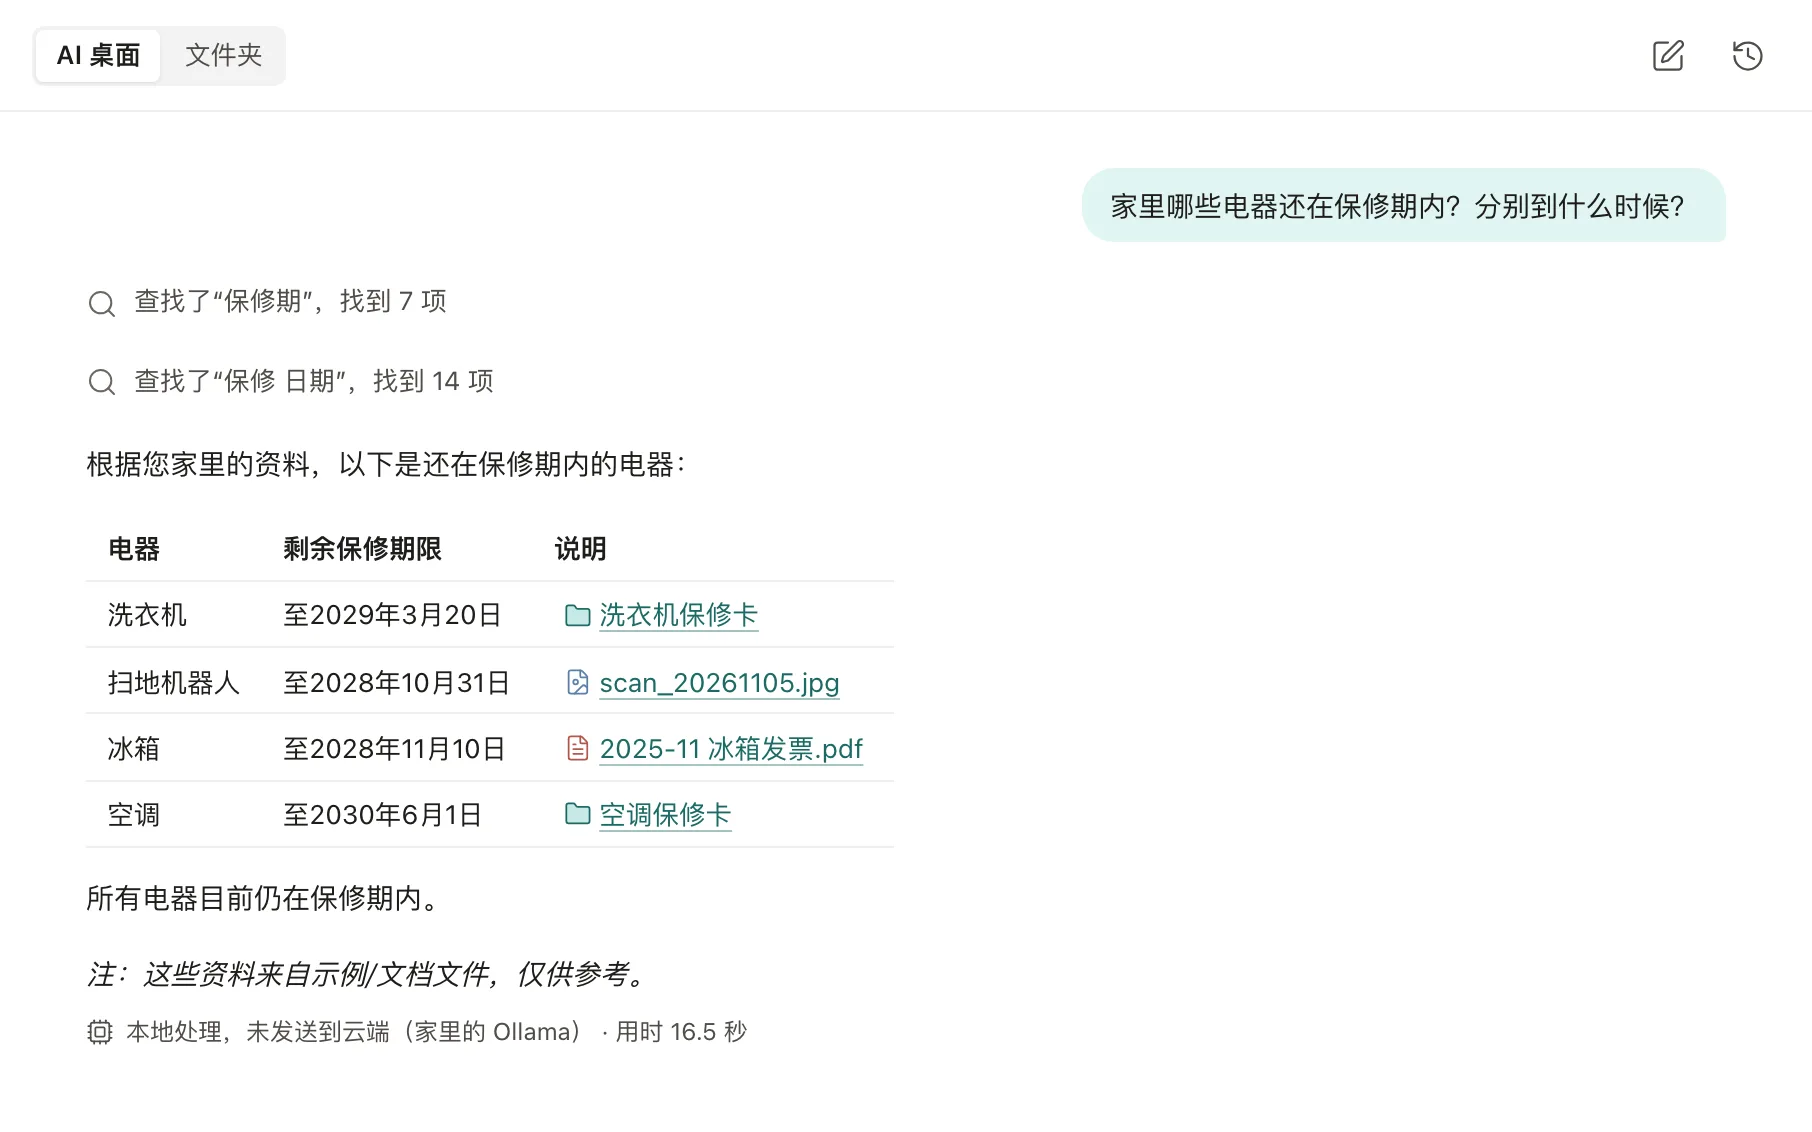 AI 桌面 文件夹
家里哪些电器还在保修期内？分别到什么时候？
查找了“保修期”，找到 7 项
查找了“保修 日期”，找到 14 项
根据您家里的资料，以下是还在保修期内的电器：
电器 剩余保修期限 说明
洗衣机 至2029年3月20日 洗衣机保修卡
扫地机器人 至2028年10月31日 scan_20261105.jpg
冰箱 至2028年11月10日 2025-11 冰箱发票.pdf
空调 至2030年6月1日 空调保修卡
所有电器目前仍在保修期内。
注：这些资料来自示例/文档文件，仅供参考。
本地处理，未发送到云端（家里的 Ollama） · 用时 16.5 秒